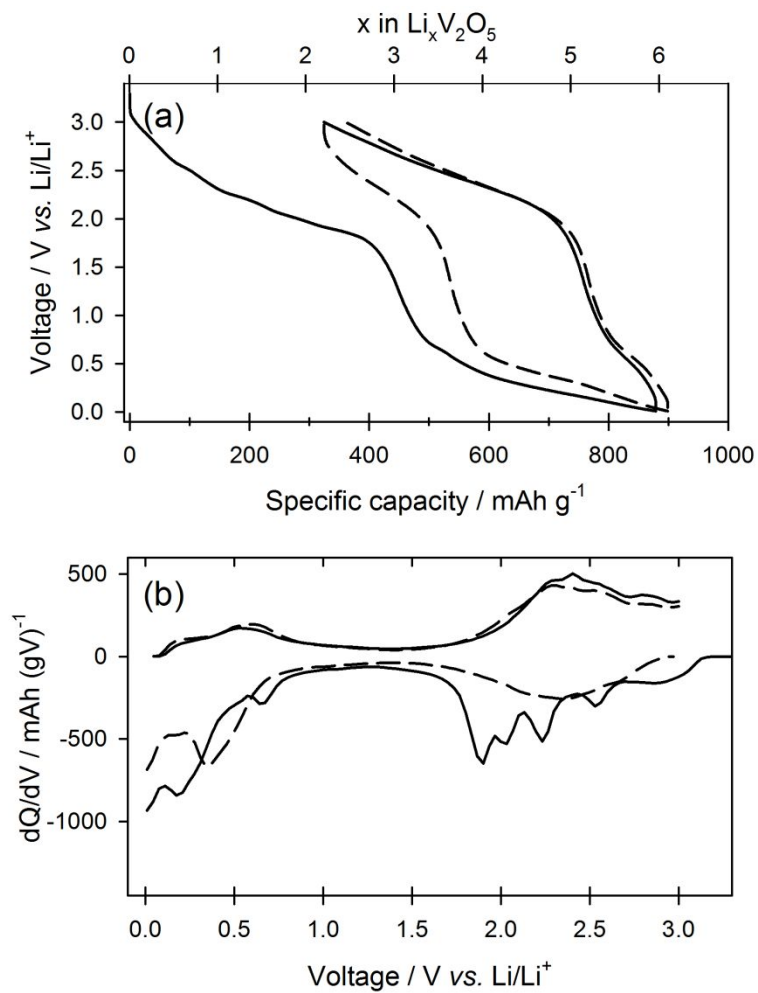 x in LiₓV₂O₅
0 1 2 3 4 5 6
(a)
3.0
2.5
2.0
1.5
1.0
0.5
0.0
Voltage / V vs. Li/Li⁺
0 200 400 600 800 1000
Specific capacity / mAh g⁻¹
(b)
500
0
-500
-1000
dQ/dV / mAh (gV)⁻¹
0.0 0.5 1.0 1.5 2.0 2.5 3.0
Voltage / V vs. Li/Li⁺